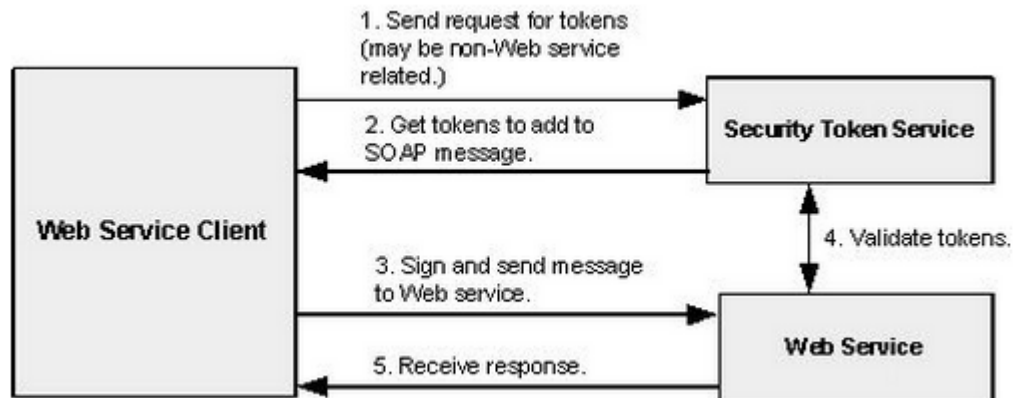 1. Send request for tokens
(may be non-Web service
related.)
Security Token Service
2. Get tokens to add to
SOAP message.
Web Service Client
4. Validate tokens.
3. Sign and send message
to Web service.
Web Service
5. Receive response.